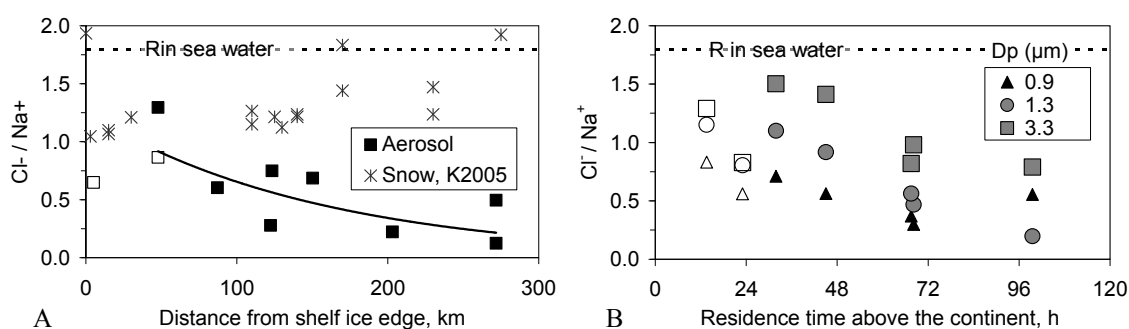 2.0
1.5
1.0
0.5
0.0
Cl- / Na+
R in sea water
Aerosol
Snow, K2005
0 100 200 300
A Distance from shelf ice edge, km
2.0
1.5
1.0
0.5
0.0
Cl⁻ / Na⁺
R in sea water
Dp (µm)
0.9
1.3
3.3
0 24 48 72 96 120
B Residence time above the continent, h